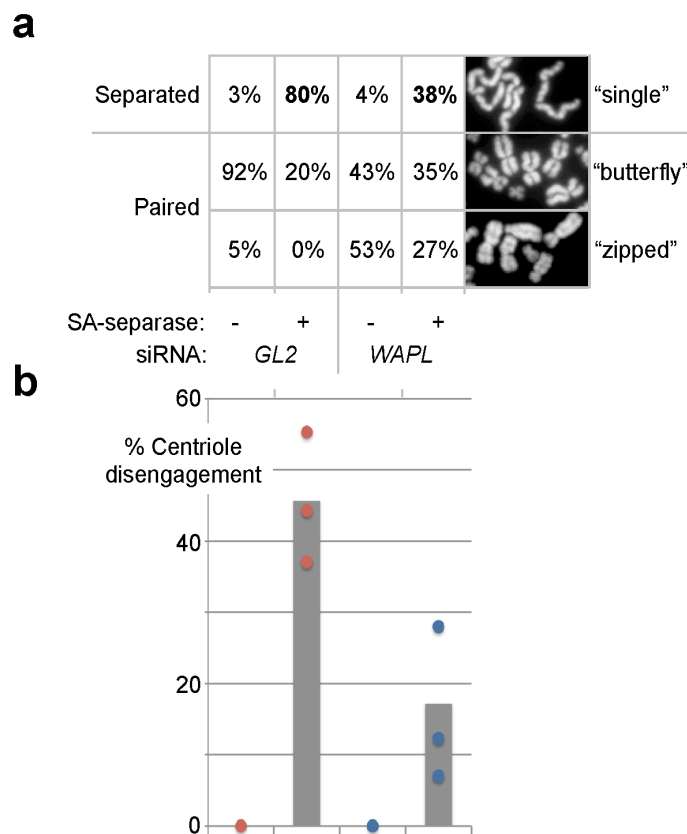 a
Separated 3% 80% 4% 38% “single”
92% 20% 43% 35% “butterfly”
Paired
5% 0% 53% 27% “zipped”
SA-separase: - + - +
siRNA: GL2 WAPL
b
60
% Centriole
disengagement
40
20
0